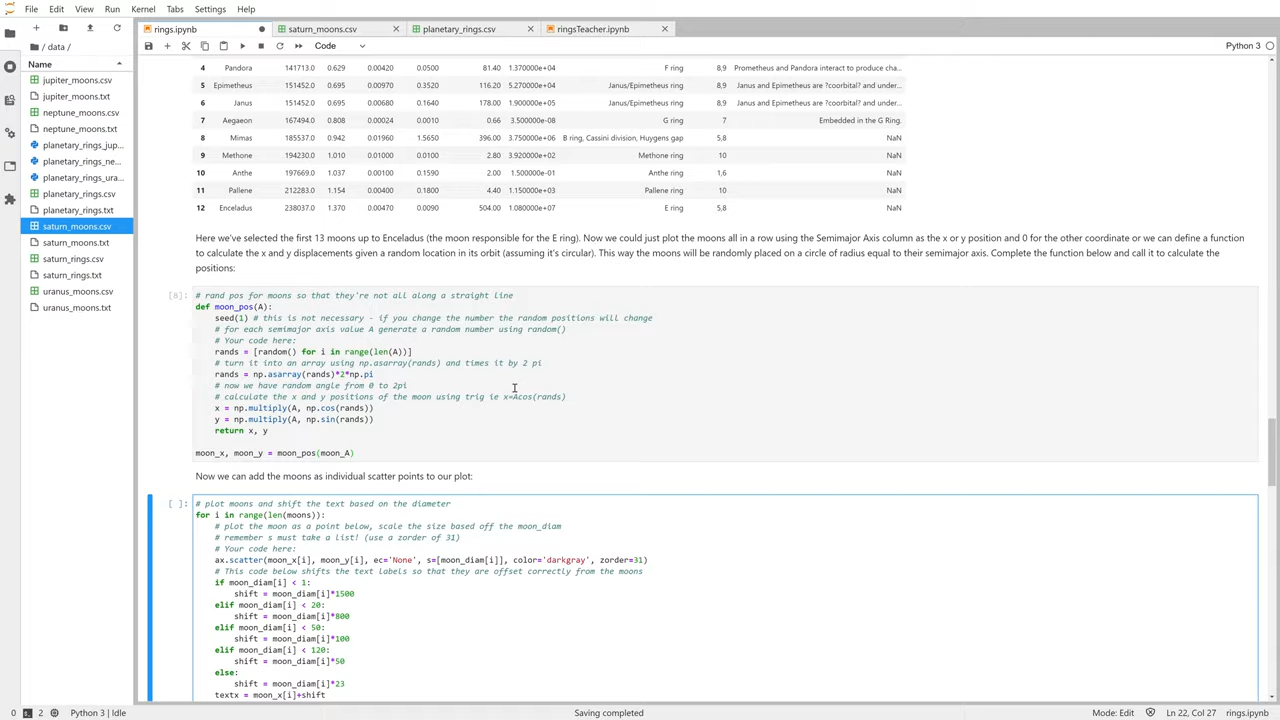 File Edit View Run Kernel Tabs Settings Help
rings.ipynb saturn_moons.csv planetary_rings.csv ringsTeacher.ipynb
Code Python 3
/ data /
Name
jupiter_moons.csv
jupiter_moons.txt
neptune_moons.csv
neptune_moons.txt
planetary_rings_jup...
planetary_rings_ne...
planetary_rings_ura...
planetary_rings.csv
planetary_rings.txt
saturn_moons.csv
saturn_moons.txt
saturn_rings.csv
saturn_rings.txt
uranus_moons.csv
uranus_moons.txt
4 Pandora 141713.0 0.629 0.00420 0.0500 81.40 1.370000e+04 F ring 8,9 Prometheus and Pandora interact to produce cha...
5 Epimetheus 151452.0 0.695 0.00970 0.3520 116.20 5.270000e+04 Janus/Epimetheus ring 8,9 Janus and Epimetheus are ?coorbital? and under...
6 Janus 151452.0 0.695 0.00680 0.1640 178.00 1.900000e+05 Janus/Epimetheus ring 8,9 Janus and Epimetheus are ?coorbital? and under...
7 Aegaeon 167494.0 0.808 0.00024 0.0010 0.66 3.500000e-08 G ring 7 Embedded in the G Ring.
8 Mimas 185537.0 0.942 0.01960 1.5650 396.00 3.750000e+06 B ring, Cassini division, Huygens gap 5,8 NaN
9 Methone 194230.0 1.010 0.01000 0.0100 2.80 3.920000e+02 Methone ring 10 NaN
10 Anthe 197669.0 1.037 0.00100 0.1590 2.00 1.500000e-01 Anthe ring 1,6 NaN
11 Pallene 212283.0 1.154 0.00400 0.1800 4.40 1.150000e+03 Pallene ring 10 NaN
12 Enceladus 238037.0 1.370 0.00470 0.0090 504.00 1.080000e+07 E ring 5,8 NaN
Here we've selected the first 13 moons up to Enceladus (the moon responsible for the E ring). Now we could just plot the moons all in a row using the Semimajor Axis column as the x or y position and 0 for the other coordinate or we can define a function
to calculate the x and y displacements given a random location in its orbit (assuming it's circular). This way the moons will be randomly placed on a circle of radius equal to their semimajor axis. Complete the function below and call it to calculate the
positions:
[8]: # rand pos for moons so that they're not all along a straight line
def moon_pos(A):
seed(1) # this is not necessary - if you change the number the random positions will change
# for each semimajor axis value A generate a random number using random()
# Your code here:
rands = [random() for i in range(len(A))]
# turn it into an array using np.asarray(rands) and times it by 2 pi
rands = np.asarray(rands)*2*np.pi
# now we have random angle from 0 to 2pi
# calculate the x and y positions of the moon using trig ie x=Acos(rands)
x = np.multiply(A, np.cos(rands))
y = np.multiply(A, np.sin(rands))
return x, y
moon_x, moon_y = moon_pos(moon_A)
Now we can add the moons as individual scatter points to our plot:
[ ]: # plot moons and shift the text based on the diameter
for i in range(len(moons)):
# plot the moon as a point below, scale the size based off the moon_diam
# remember s must take a list! (use a zorder of 31)
# Your code here:
ax.scatter(moon_x[i], moon_y[i], ec='None', s=[moon_diam[i]], color='darkgray', zorder=31)
# This code below shifts the text labels so that they are offset correctly from the moons
if moon_diam[i] < 1:
shift = moon_diam[i]*1500
elif moon_diam[i] < 20:
shift = moon_diam[i]*800
elif moon_diam[i] < 50:
shift = moon_diam[i]*100
elif moon_diam[i] < 120:
shift = moon_diam[i]*50
else:
shift = moon_diam[i]*23
textx = moon_x[i]+shift
0 2 Python 3 | Idle Saving completed Mode: Edit Ln 22, Col 27 rings.ipynb